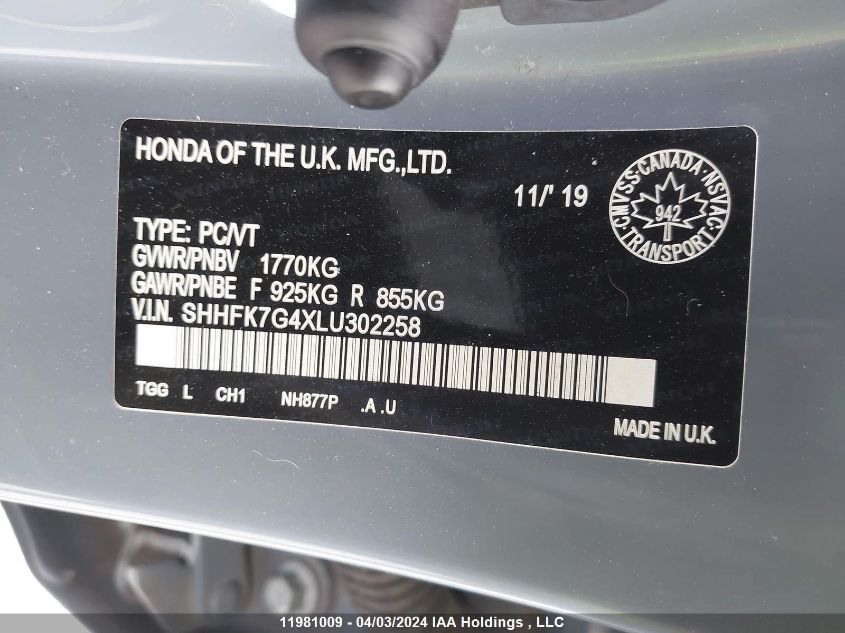 HONDA OF THE U.K. MFG.,LTD.
11/' 19
CMVSS·CANADA·NSVAC
942
TRANSPORT
TYPE: PC/VT
GVWR/PNBV 1770KG
GAWR/PNBE F 925KG R 855KG
V.I.N. SHHFK7G4XLU302258
TGG L CH1 NH877P .A .U
MADE IN U.K.
11981009 - 04/03/2024 IAA Holdings , LLC